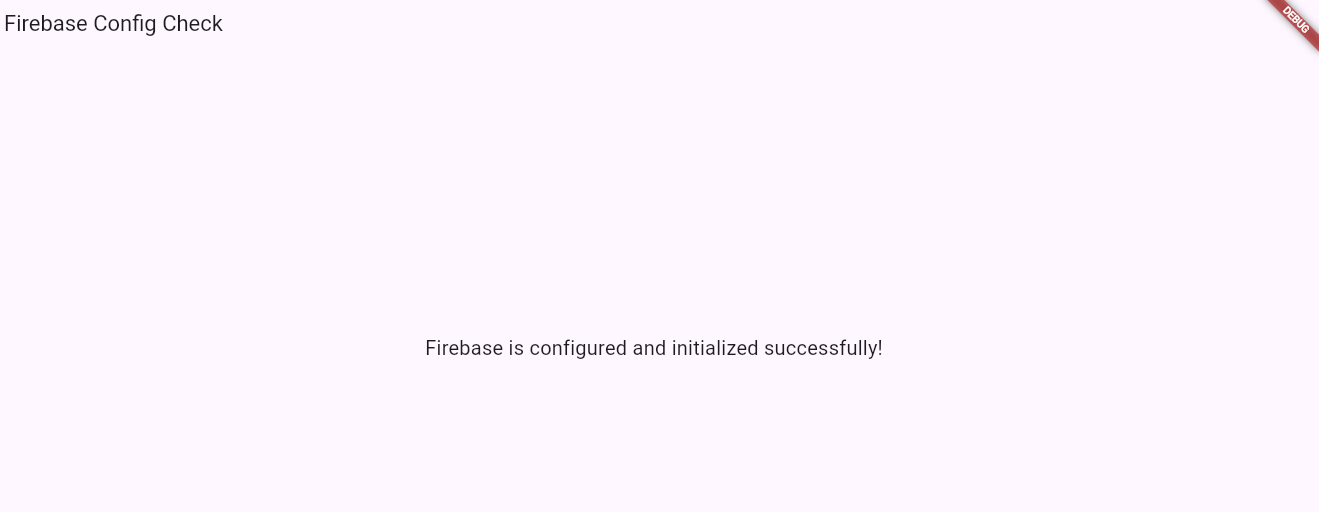 Firebase Config Check
DEBUG
Firebase is configured and initialized successfully!